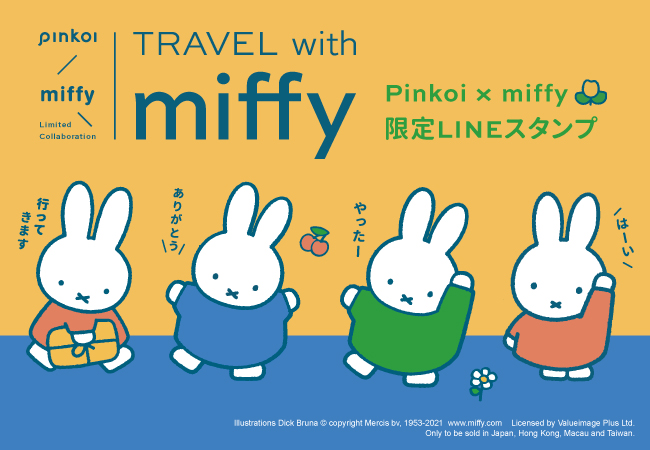 pinkoi
miffy
Limited
Collaboration
TRAVEL with
miffy
Pinkoi × miffy
限定LINEスタンプ
行って
きます
ありがとう
やったー
はーい
Illustrations Dick Bruna © copyright Mercis bv, 1953-2021 www.miffy.com Licensed by Valueimage Plus Ltd.
Only to be sold in Japan, Hong Kong, Macau and Taiwan.